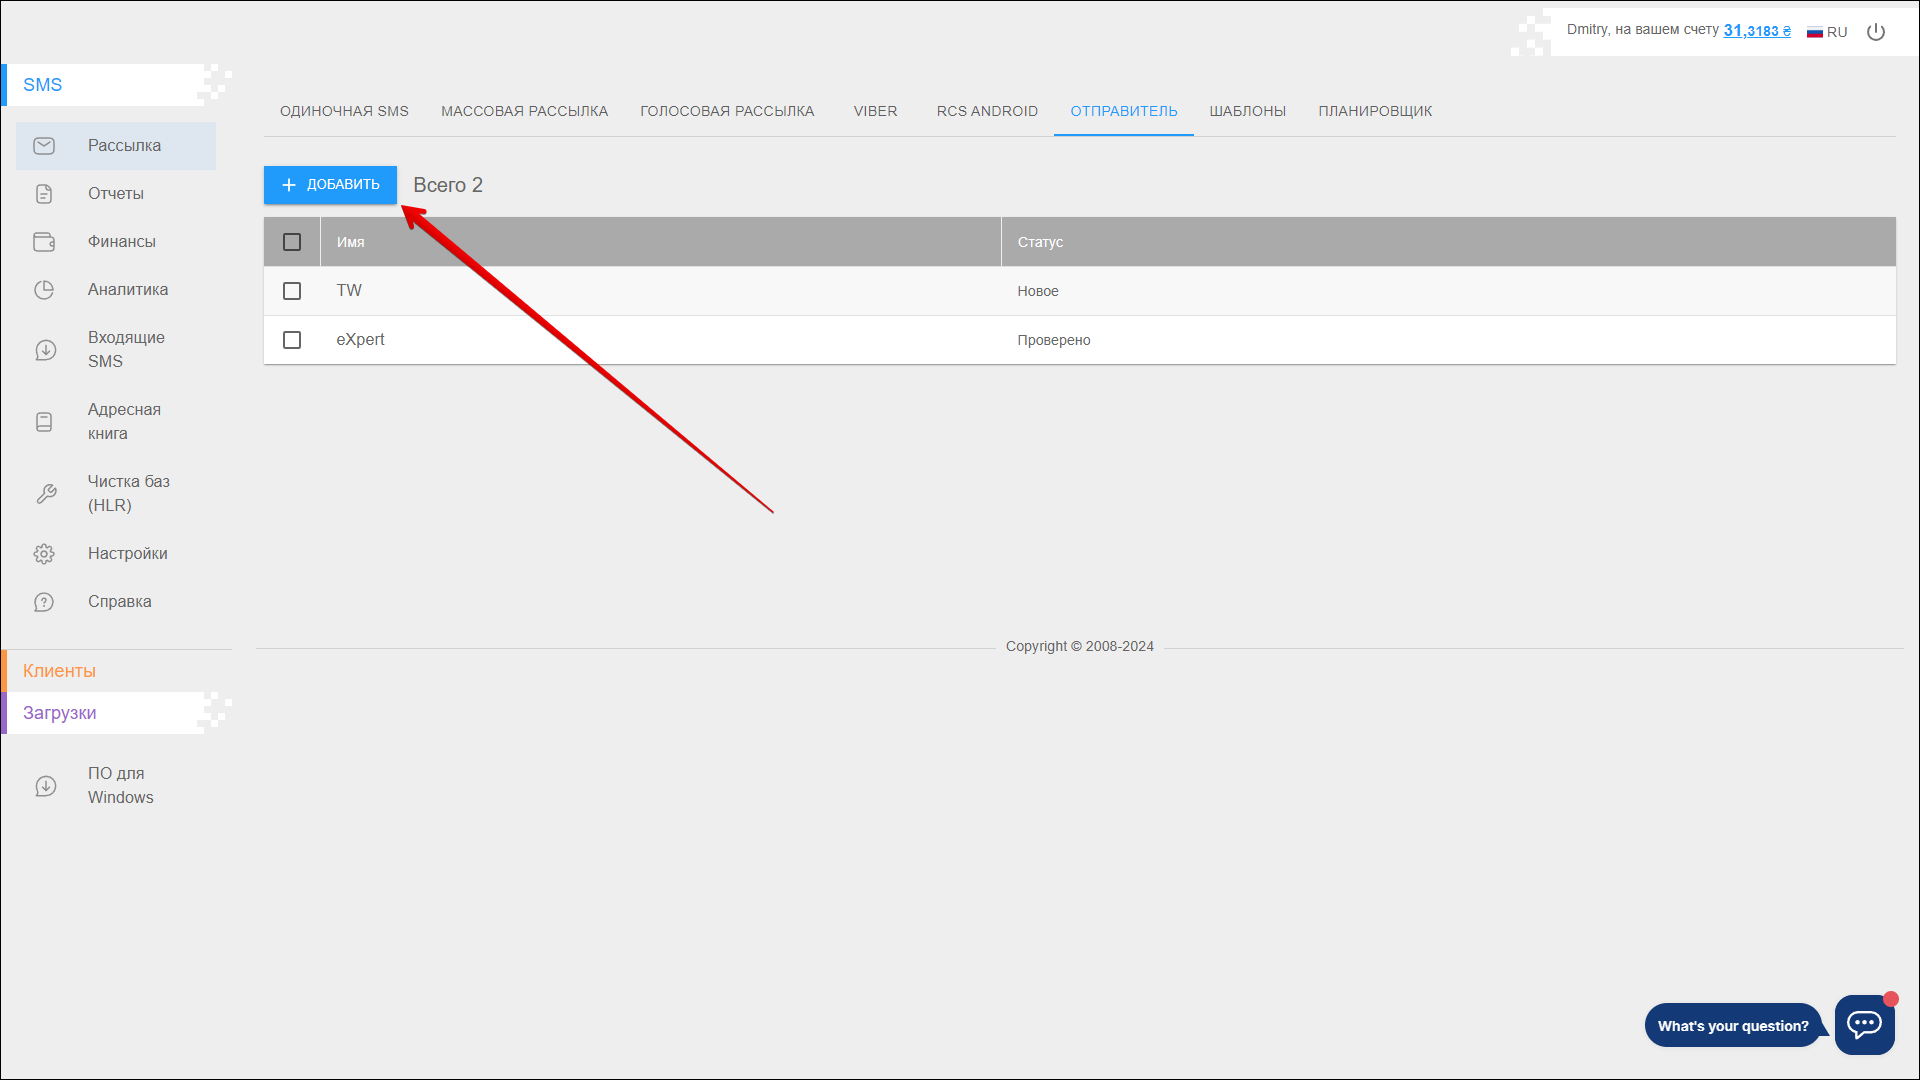 Dmitry, на вашем счету 31,3183 ₴
RU
SMS
Рассылка
Отчеты
Финансы
Аналитика
Входящие
SMS
Адресная
книга
Чистка баз
(HLR)
Настройки
Справка
Клиенты
Загрузки
ПО для
Windows
ОДИНОЧНАЯ SMS
МАССОВАЯ РАССЫЛКА
ГОЛОСОВАЯ РАССЫЛКА
VIBER
RCS ANDROID
ОТПРАВИТЕЛЬ
ШАБЛОНЫ
ПЛАНИРОВЩИК
+ ДОБАВИТЬ
Всего 2
Имя
Статус
TW
Новое
eXpert
Проверено
Copyright © 2008-2024
What's your question?